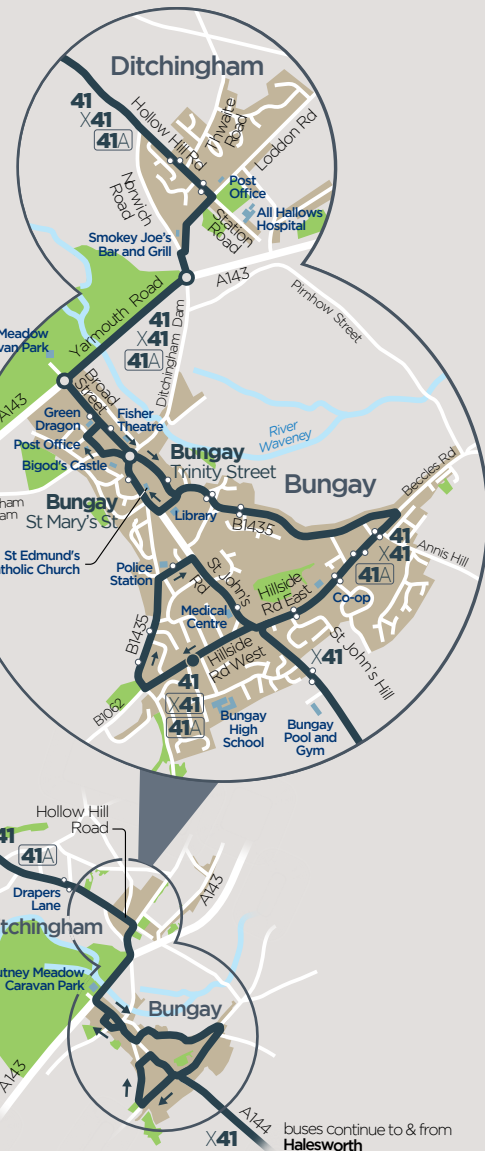 Ditchingham
41
X41
41A
Hollow Hill Rd
Thwaite
Road
Loddon Rd
Norwich
Road
Post
Office
Station
Road
All Hallows
Hospital
Smokey Joe's
Bar and Grill
A143
Pirnhow Street
Yarmouth Road
41
X41
41A
Ditchingham Dam
Meadow
van Park
A143
Broad
Street
Green
Dragon
Fisher
Theatre
Post Office
Bigod's Castle
Bungay
Trinity Street
River
Waveney
Bungay
Beccles Rd
ham
am
Bungay
St Mary's St
Library
B1435
41
X41
41A
Annis Hill
St Edmund's
atholic Church
Police
Station
St John's
Rd
Hillside
Rd East
Co-op
Medical
Centre
B1435
Hillside
Rd West
St John's Hill
X41
41
X41
41A
B1062
Bungay
High
School
Bungay
Pool and
Gym
Hollow Hill
Road
41
41A
Drapers
Lane
A143
tchingham
utney Meadow
Caravan Park
Bungay
A143
A144
X41
buses continue to & from
Halesworth